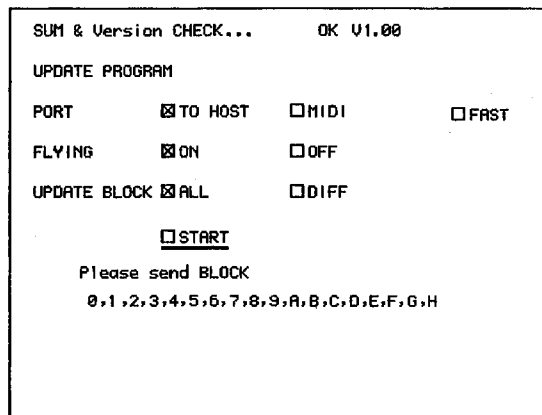 SUM & Version CHECK... OK V1.00
UPDATE PROGRAM
PORT ☒TO HOST ☐MIDI ☐FAST
FLYING ☒ON ☐OFF
UPDATE BLOCK ☒ALL ☐DIFF
☐START
Please send BLOCK
0,1,2,3,4,5,6,7,8,9,A,B,C,D,E,F,G,H